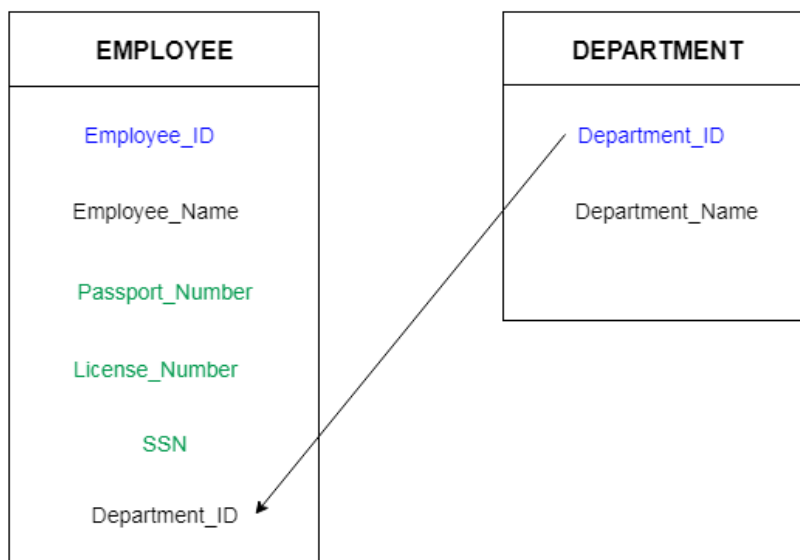 EMPLOYEE
Employee_ID
Employee_Name
Passport_Number
License_Number
SSN
Department_ID
DEPARTMENT
Department_ID
Department_Name